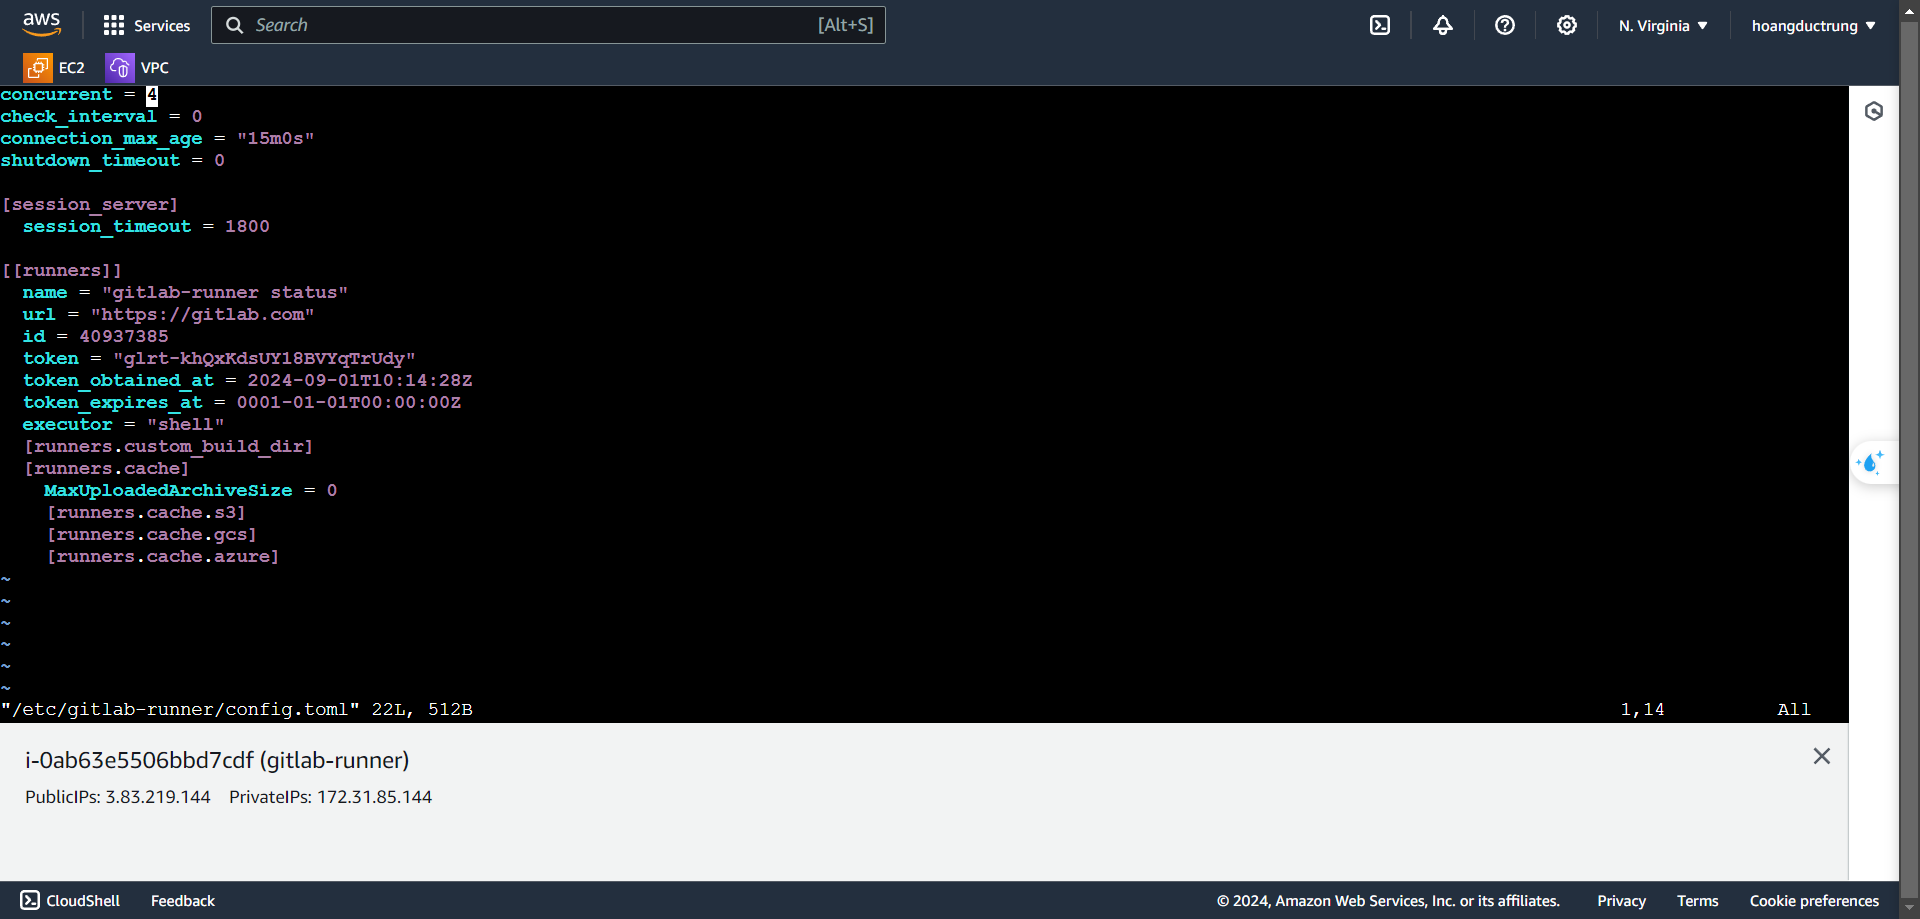 aws
Services
Search
[Alt+S]
N. Virginia
hoangductrung
EC2
VPC
concurrent = 4
check_interval = 0
connection_max_age = "15m0s"
shutdown_timeout = 0
[session_server]
session_timeout = 1800
[[runners]]
name = "gitlab-runner status"
url = "https://gitlab.com"
id = 40937385
token = "glrt-khQxKdsUY18BVYqTrUdy"
token_obtained_at = 2024-09-01T10:14:28Z
token_expires_at = 0001-01-01T00:00:00Z
executor = "shell"
[runners.custom_build_dir]
[runners.cache]
MaxUploadedArchiveSize = 0
[runners.cache.s3]
[runners.cache.gcs]
[runners.cache.azure]
~
~
~
~
~
~
"/etc/gitlab-runner/config.toml" 22L, 512B
1,14
All
i-0ab63e5506bbd7cdf (gitlab-runner)
PublicIPs: 3.83.219.144 PrivateIPs: 172.31.85.144
CloudShell
Feedback
© 2024, Amazon Web Services, Inc. or its affiliates.
Privacy
Terms
Cookie preferences